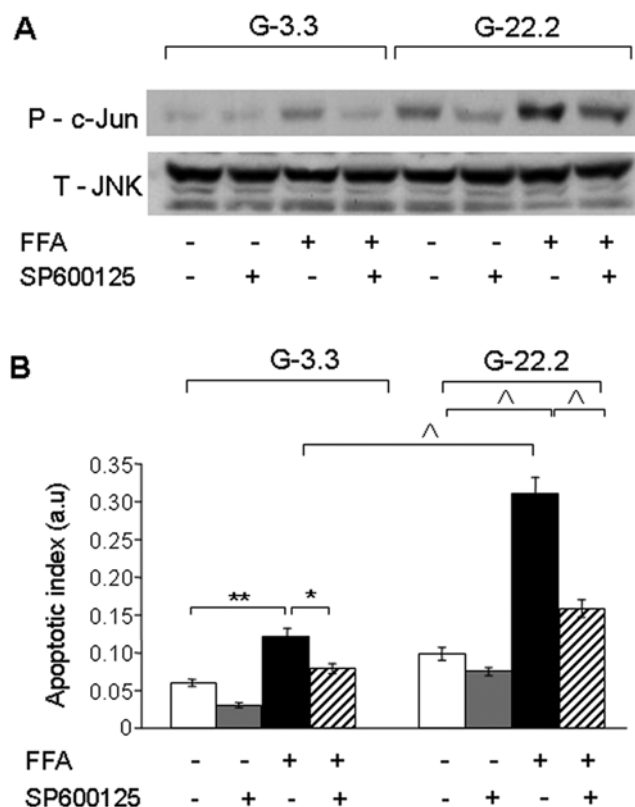 A
G-3.3 G-22.2
P - c-Jun
T - JNK
FFA - - + + - - + +
SP600125 - + - + - + - +
B
G-3.3 G-22.2
^ ^
^
0.35
0.30
0.25
0.20
0.15
0.10
0.05
0
Apoptotic index (a.u)
** *
FFA - - + + - - + +
SP600125 - + - + - + - +